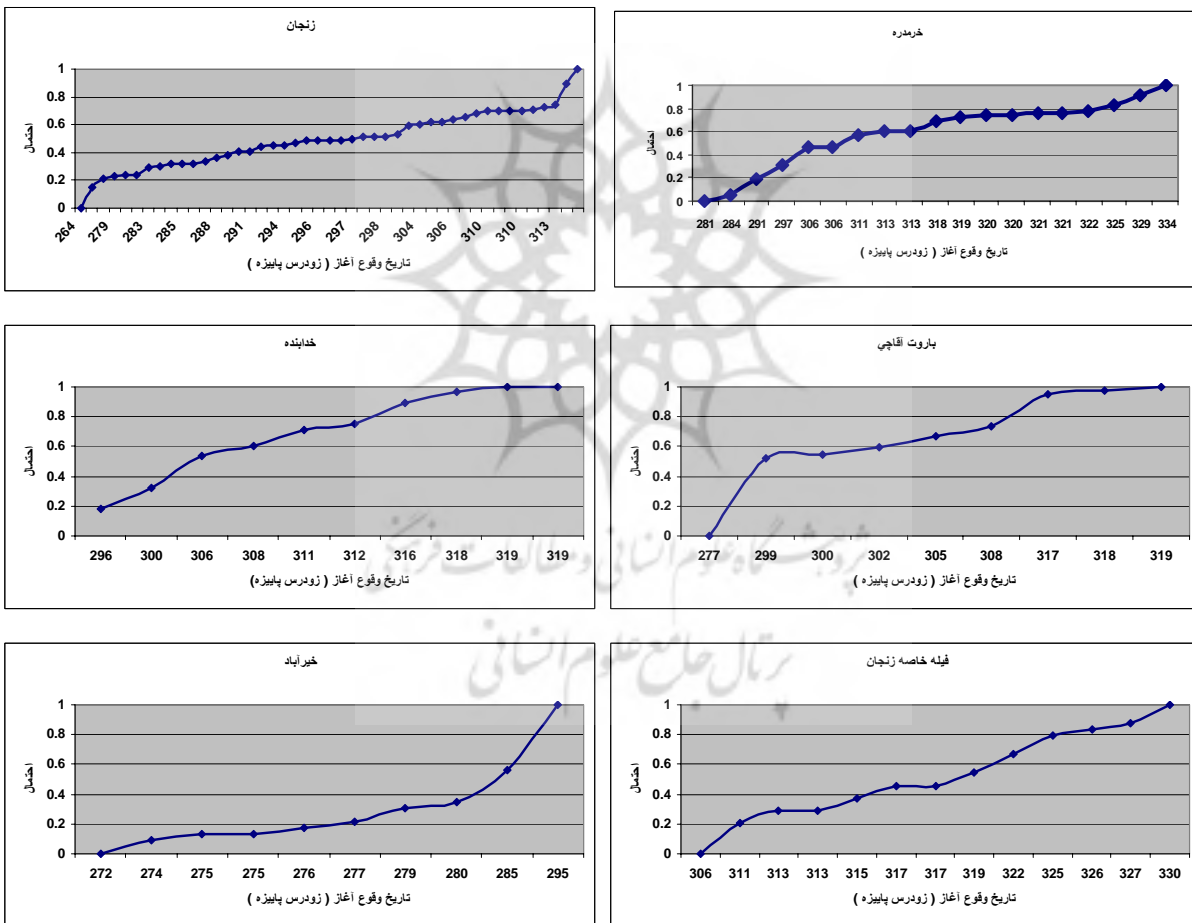 زنجان
احتمال
1
0.8
0.6
0.4
0.2
0
264 279 283 285 288 291 294 296 297 298 304 306 310 310 313
تاریخ وقوع آغاز ( زودرس پاییزه )
خرمدره
احتمال
1
0.8
0.6
0.4
0.2
0
281 284 291 297 306 306 311 313 313 318 319 320 320 321 321 322 325 329 334
تاریخ وقوع آغاز ( زودرس پاییزه )
خدابنده
احتمال
1
0.8
0.6
0.4
0.2
0
296 300 306 308 311 312 316 318 319 319
تاریخ وقوع آغاز ( زودرس پاییزه)
باروت آقاچي
احتمال
1
0.8
0.6
0.4
0.2
0
277 299 300 302 305 308 317 318 319
تاریخ وقوع آغاز ( زودرس پاییزه )
پژوهشگاه علوم انسانی و مطالعات فرهنگی
پرتال جامع علوم انسانی
خیرآباد
احتمال
1
0.8
0.6
0.4
0.2
0
272 274 275 275 276 277 279 280 285 295
تاریخ وقوع آغاز ( زودرس پاییزه )
فیله خاصه زنجان
احتمال
1
0.8
0.6
0.4
0.2
0
306 311 313 313 315 317 317 319 322 325 326 327 330
تاریخ وقوع آغاز ( زودرس پاییزه )